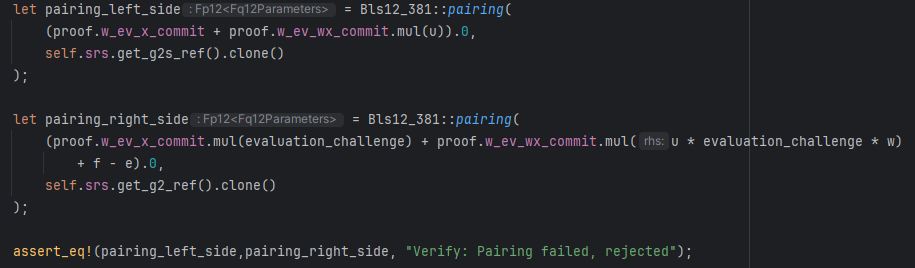 let pairing_left_side : Fp12<Fq12Parameters> = Bls12_381::pairing(
    (proof.w_ev_x_commit + proof.w_ev_wx_commit.mul(u)).0,
    self.srs.get_g2s_ref().clone()
);
let pairing_right_side : Fp12<Fq12Parameters> = Bls12_381::pairing(
    (proof.w_ev_x_commit.mul(evaluation_challenge) + proof.w_ev_wx_commit.mul( rhs: u * evaluation_challenge * w)
        + f - e).0,
    self.srs.get_g2_ref().clone()
);
assert_eq!(pairing_left_side,pairing_right_side, "Verify: Pairing failed, rejected");